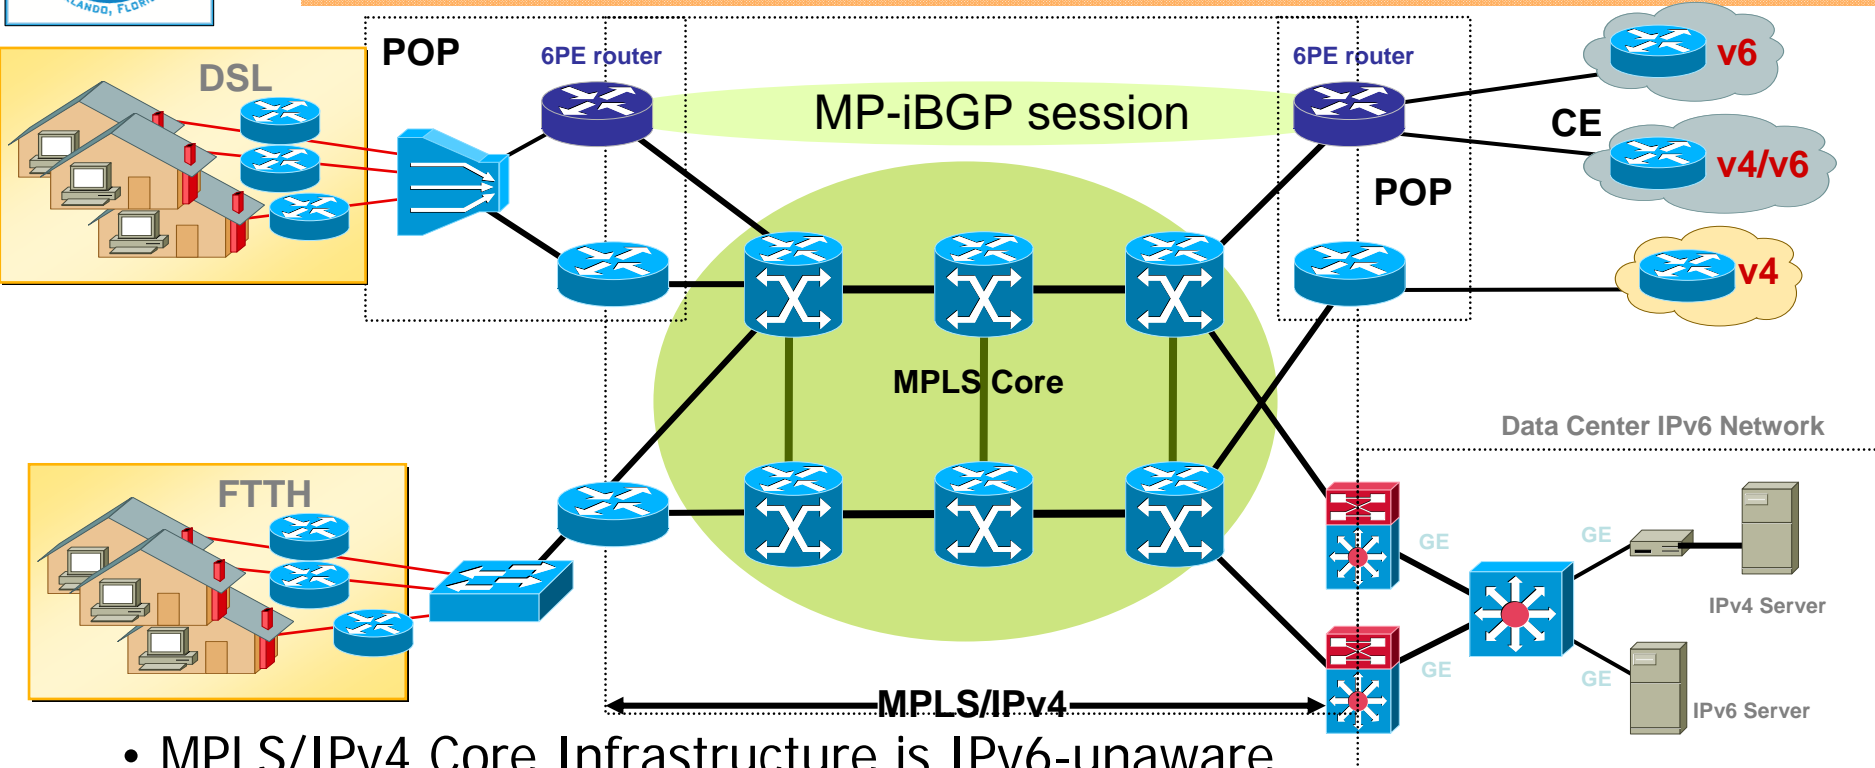 ORLANDO, FLORI
POP
6PE router
6PE router
v6
DSL
MP-iBGP session
CE
v4/v6
POP
v4
MPLS Core
Data Center IPv6 Network
FTTH
GE
GE
IPv4 Server
GE
GE
MPLS/IPv4
IPv6 Server
• MPLS/IPv4 Core Infrastructure is IPv6-unaware